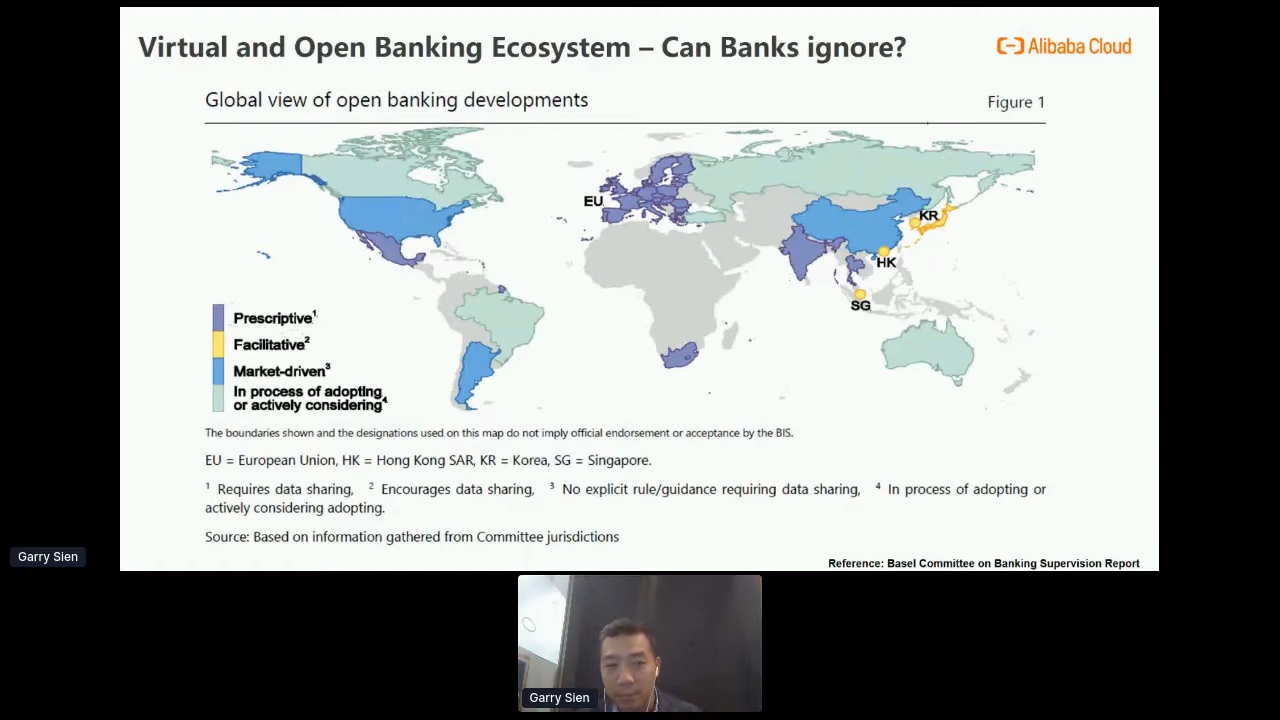 Virtual and Open Banking Ecosystem – Can Banks ignore?
Alibaba Cloud
Global view of open banking developments
Figure 1
EU
KR
HK
SG
Prescriptive¹
Facilitative²
Market-driven³
In process of adopting
or actively considering⁴
The boundaries shown and the designations used on this map do not imply official endorsement or acceptance by the BIS.
EU = European Union, HK = Hong Kong SAR, KR = Korea, SG = Singapore.
¹ Requires data sharing, ² Encourages data sharing, ³ No explicit rule/guidance requiring data sharing, ⁴ In process of adopting or
actively considering adopting.
Source: Based on information gathered from Committee jurisdictions
Garry Sien
Reference: Basel Committee on Banking Supervision Report
Garry Sien